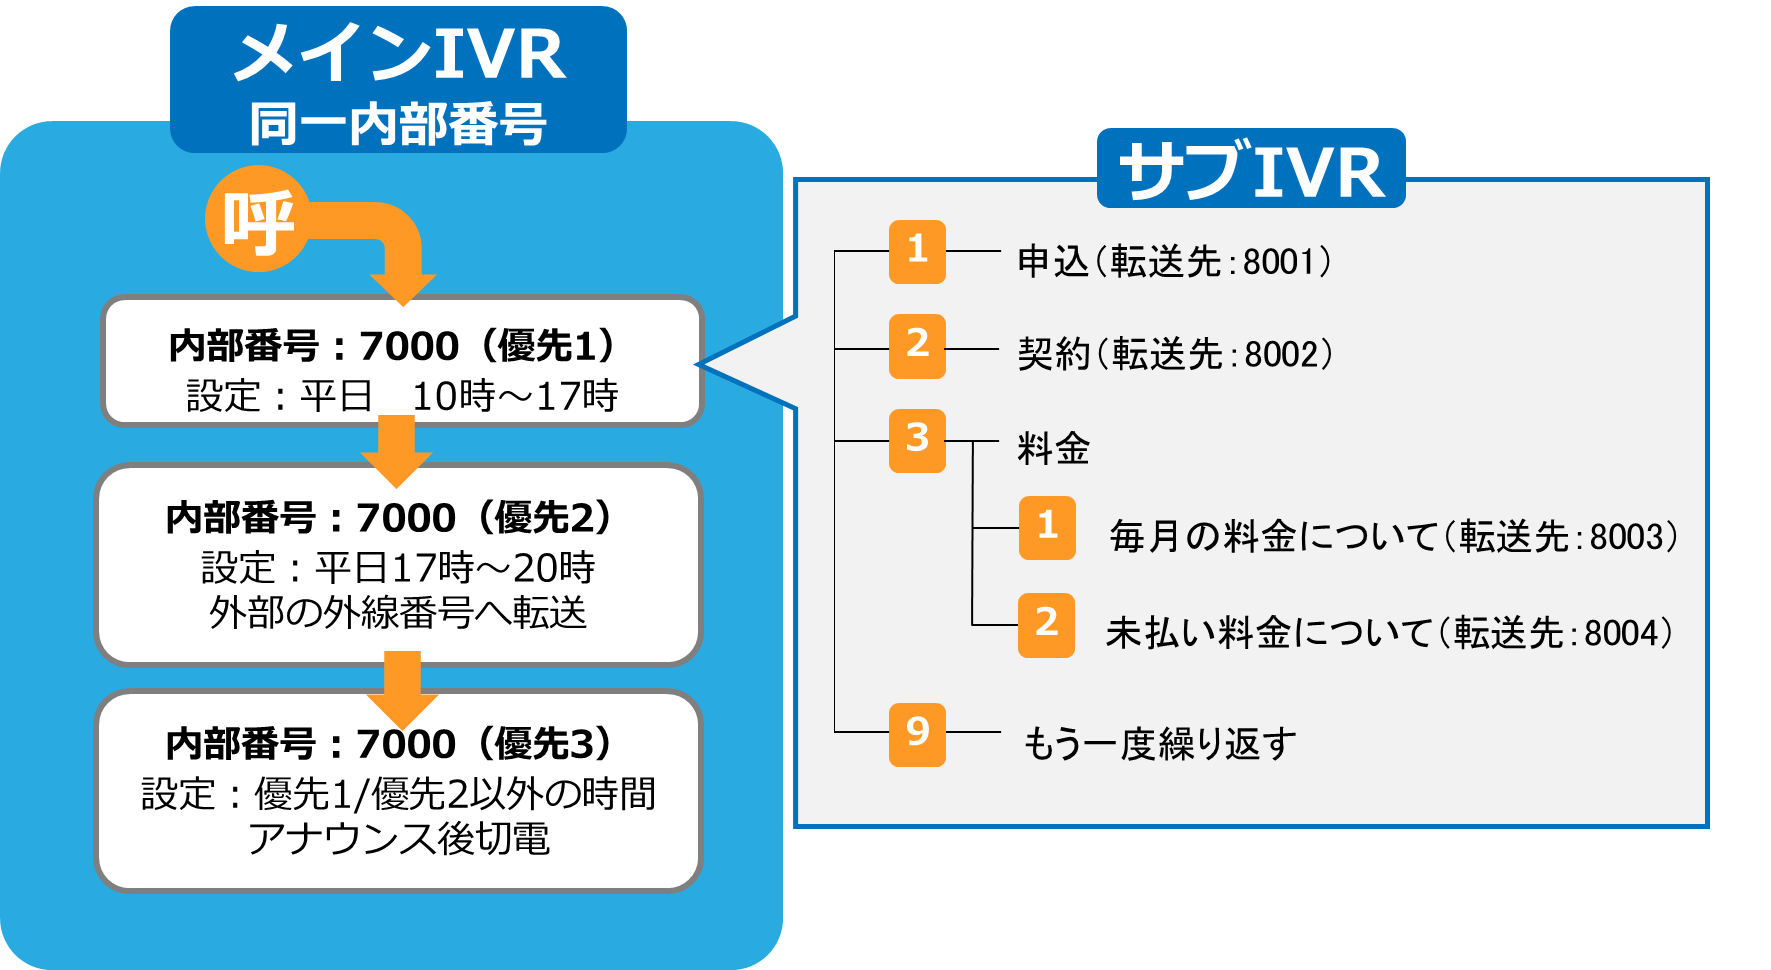 メインIVR
同一内部番号
呼
内部番号：7000（優先1）
設定：平日　10時～17時
内部番号：7000（優先2）
設定：平日17時～20時
外部の外線番号へ転送
内部番号：7000（優先3）
設定：優先1/優先2以外の時間
アナウンス後切電
サブIVR
1 申込（転送先：8001）
2 契約（転送先：8002）
3 料金
1 毎月の料金について（転送先：8003）
2 未払い料金について（転送先：8004）
9 もう一度繰り返す